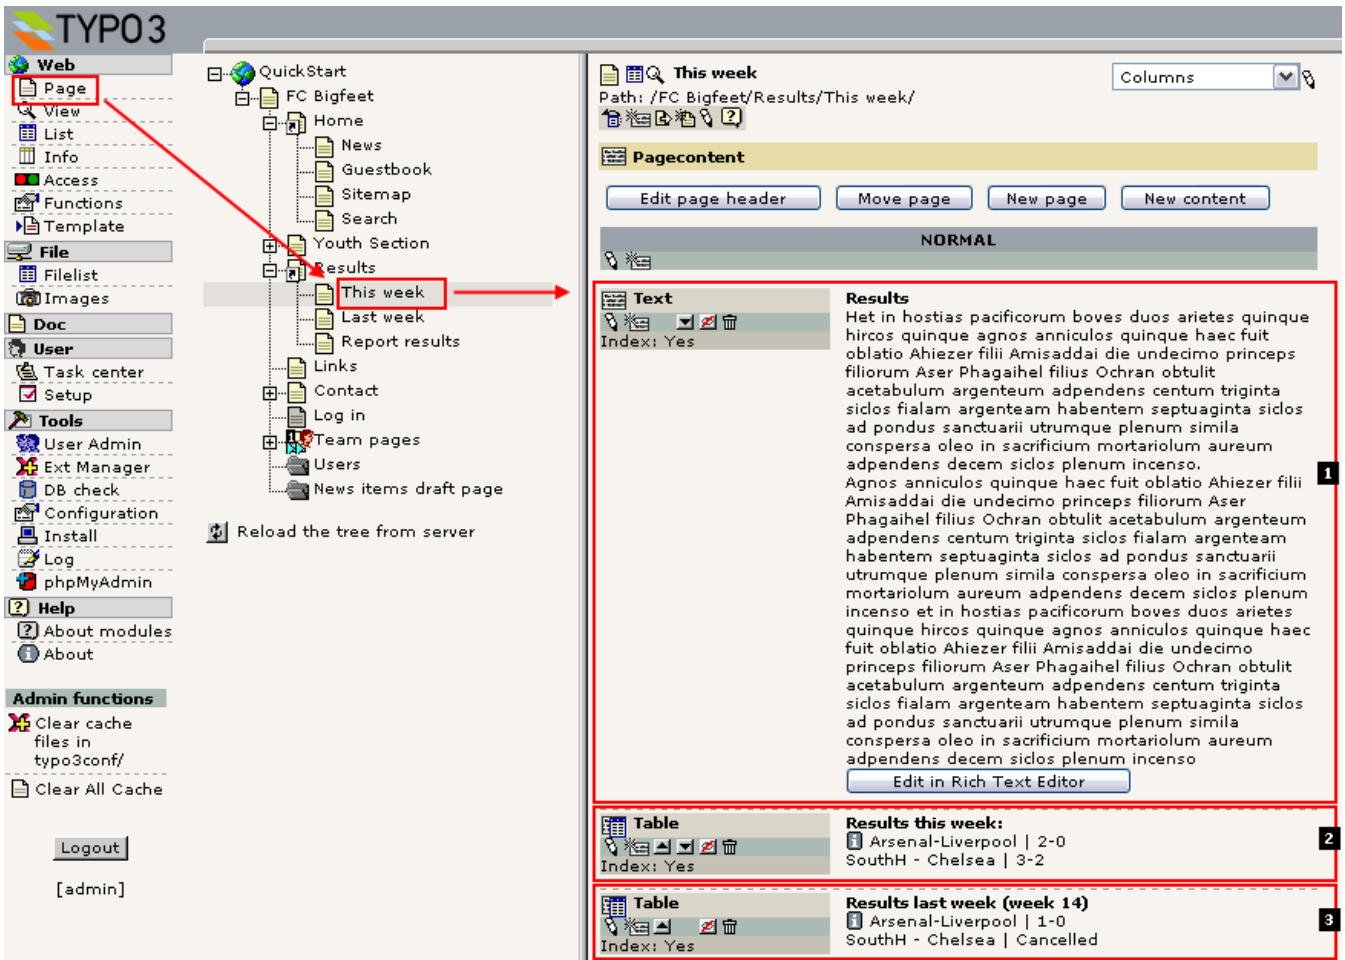 TYPO3
Web
Page
View
List
Info
Access
Functions
Template
File
Filelist
Images
Doc
User
Task center
Setup
Tools
User Admin
Ext Manager
DB check
Configuration
Install
Log
phpMyAdmin
Help
About modules
About
Admin functions
Clear cache
files in
typo3conf/
Clear All Cache
Logout
[admin]
QuickStart
FC Bigfeet
Home
News
Guestbook
Sitemap
Search
Youth Section
Results
This week
Last week
Report results
Links
Contact
Log in
Team pages
Users
News items draft page
Reload the tree from server
This week
Columns
Path: /FC Bigfeet/Results/This week/
Pagecontent
Edit page header
Move page
New page
New content
NORMAL
Text
Index: Yes
Results
Het in hostias pacificorum boves duos arietes quinque
hircos quinque agnos anniculos quinque haec fuit
oblatio Ahiezer filii Amisaddai die undecimo princeps
filiorum Aser Phagaihel filius Ochran obtulit
acetabulum argenteum adpendens centum triginta
siclos fialam argenteam habentem septuaginta siclos
ad pondus sanctuarii utrumque plenum simila
conspersa oleo in sacrificium mortariolum aureum
adpendens decem siclos plenum incenso.
Agnos anniculos quinque haec fuit oblatio Ahiezer filii
Amisaddai die undecimo princeps filiorum Aser
Phagaihel filius Ochran obtulit acetabulum argenteum
adpendens centum triginta siclos fialam argenteam
habentem septuaginta siclos ad pondus sanctuarii
utrumque plenum simila conspersa oleo in sacrificium
mortariolum aureum adpendens decem siclos plenum
incenso et in hostias pacificorum boves duos arietes
quinque hircos quinque agnos anniculos quinque haec
fuit oblatio Ahiezer filii Amisaddai die undecimo
princeps filiorum Aser Phagaihel filius Ochran obtulit
acetabulum argenteum adpendens centum triginta
siclos fialam argenteam habentem septuaginta siclos
ad pondus sanctuarii utrumque plenum simila
conspersa oleo in sacrificium mortariolum aureum
adpendens decem siclos plenum incenso
Edit in Rich Text Editor
1
Table
Index: Yes
Results this week:
Arsenal-Liverpool | 2-0
SouthH - Chelsea | 3-2
2
Table
Index: Yes
Results last week (week 14)
Arsenal-Liverpool | 1-0
SouthH - Chelsea | Cancelled
3